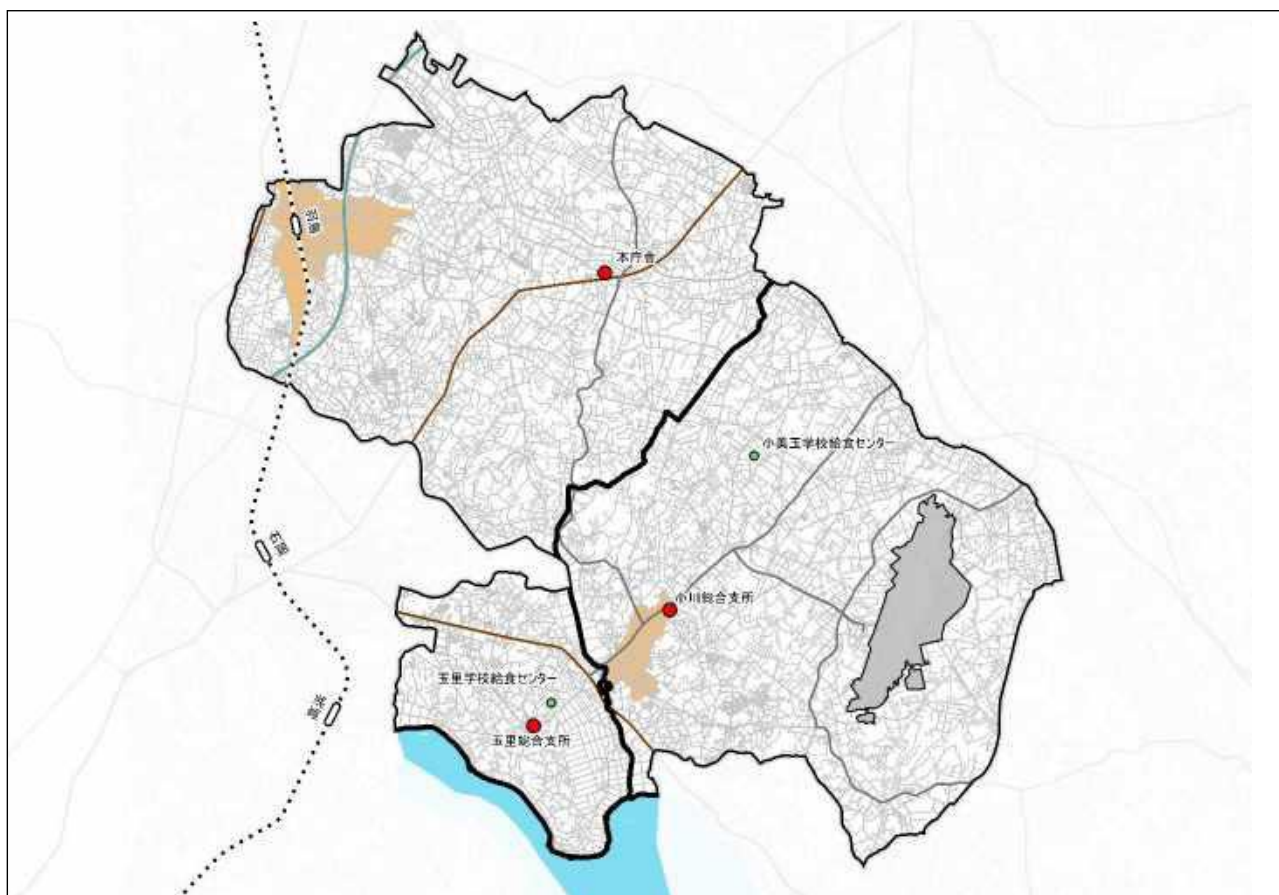 羽鳥
本庁舎
小美玉学校給食センター
石岡
小川総合支所
玉里学校給食センター
高浜
玉里総合支所